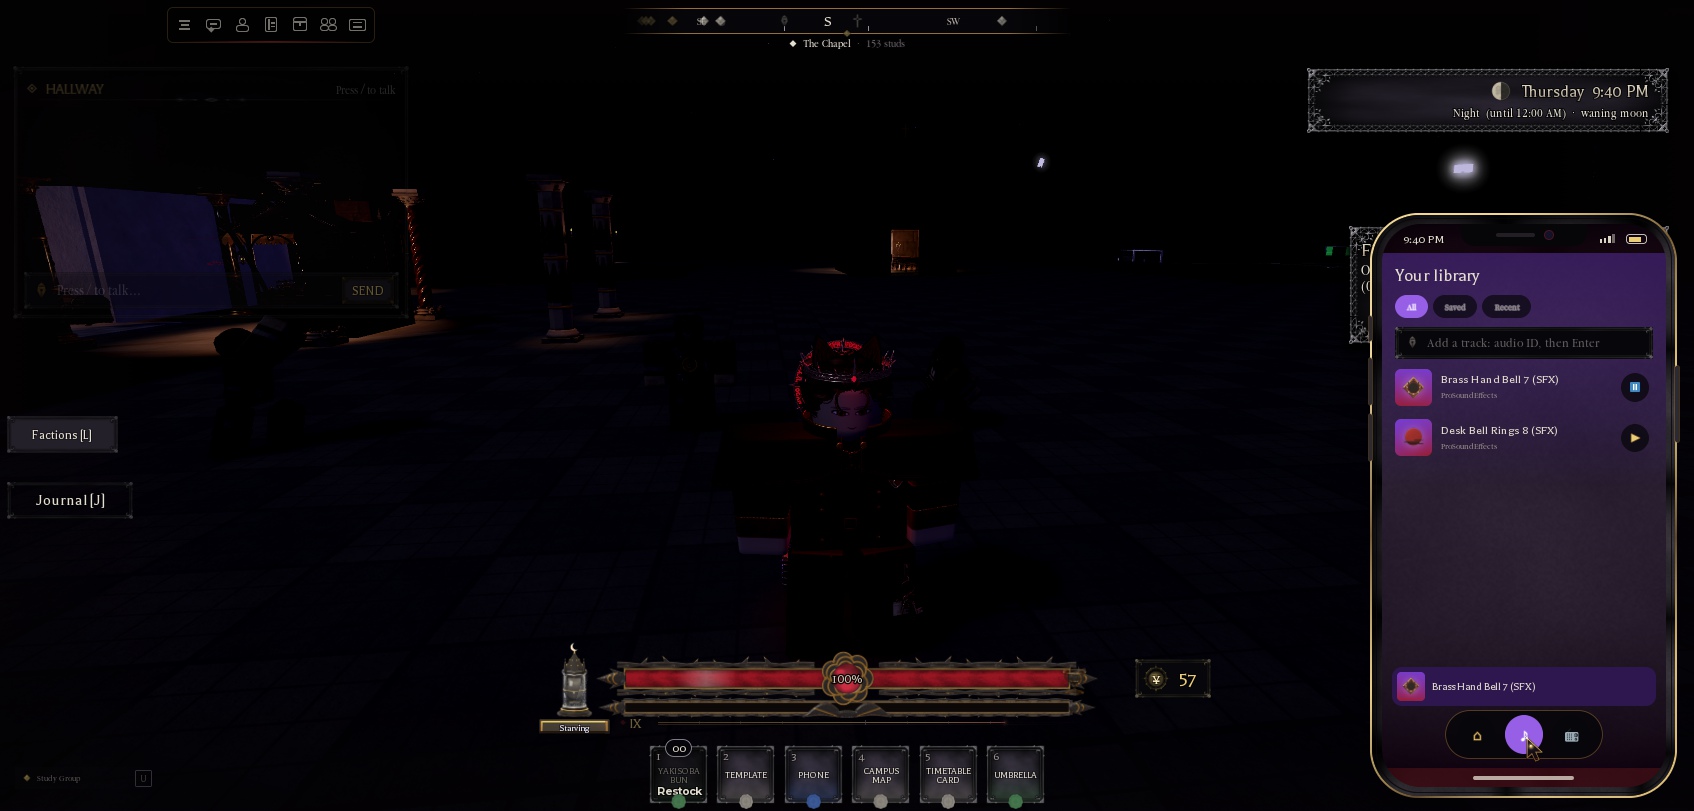 S
SW
The Chapel · 153 studs
HALLWAY
Press / to talk
Thursday 9:40 PM
Night (until 12:00 AM) · waning moon
Press / to talk...
SEND
9:40 PM
Your library
All
Saved
Recent
Add a track: audio ID, then Enter
Brass Hand Bell 7 (SFX)
ProSoundEffects
Desk Bell Rings 8 (SFX)
ProSoundEffects
Factions [L]
Journal [J]
100%
¥ 57
Starving
IX
Brass Hand Bell 7 (SFX)
Study Group
U
1
00
YAKISOBA
BUN
Restock
2
TEMPLATE
3
PHONE
4
CAMPUS
MAP
5
TIMETABLE
CARD
6
UMBRELLA